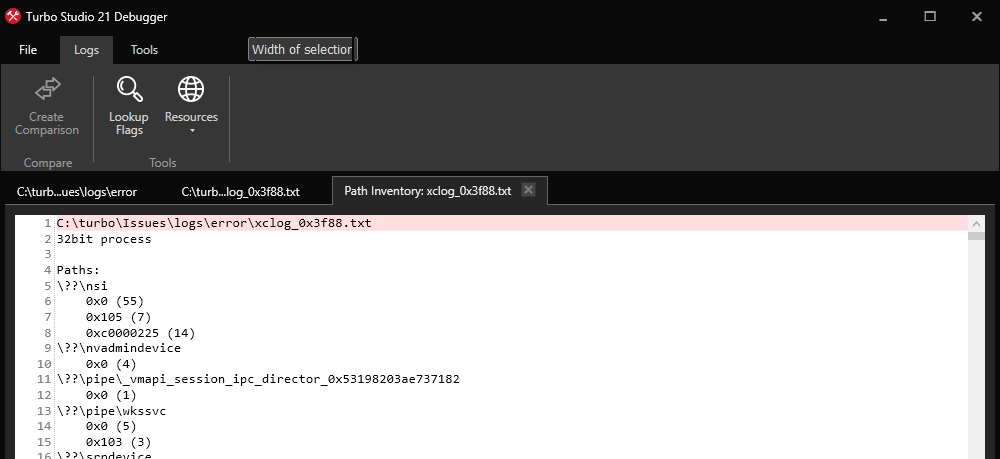 Turbo Studio 21 Debugger
File Logs Tools Width of selection
Create Comparison
Lookup Flags
Resources
Compare Tools
C:\turb...ues\logs\error C:\turb...log_0x3f88.txt Path Inventory: xclog_0x3f88.txt
1 C:\turbo\Issues\logs\error\xclog_0x3f88.txt
2 32bit process
3
4 Paths:
5 \??\nsi
6 0x0 (55)
7 0x105 (7)
8 0xc0000225 (14)
9 \??\nvadmindevice
10 0x0 (4)
11 \??\pipe\_vmapi_session_ipc_director_0x53198203ae737182
12 0x0 (1)
13 \??\pipe\wkssvc
14 0x0 (5)
15 0x103 (3)
16 \??\srpdevice